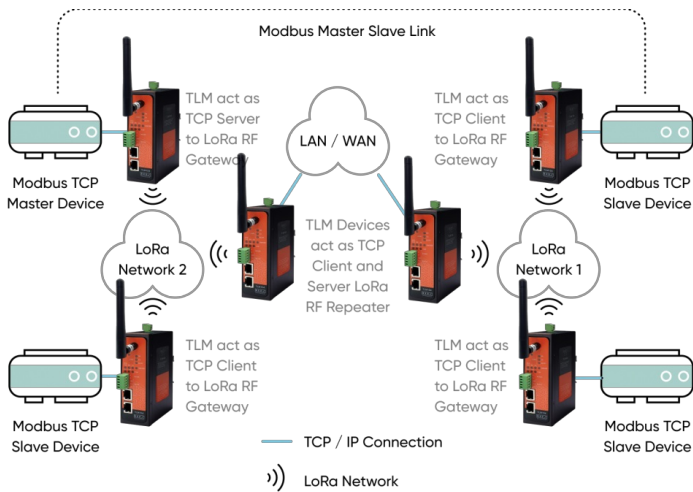 Modbus Master Slave Link
TLM act as
TCP Server
to LoRa RF
Gateway
TLM act as
TCP Client
to LoRa RF
Gateway
LAN / WAN
Modbus TCP
Master Device
Modbus TCP
Slave Device
TLM Devices
act as TCP
Client and
Server LoRa
RF Repeater
LoRa
Network 2
LoRa
Network 1
TLM act as
TCP Client
to LoRa RF
Gateway
TLM act as
TCP Client
to LoRa RF
Gateway
Modbus TCP
Slave Device
Modbus TCP
Slave Device
TCP / IP Connection
LoRa Network